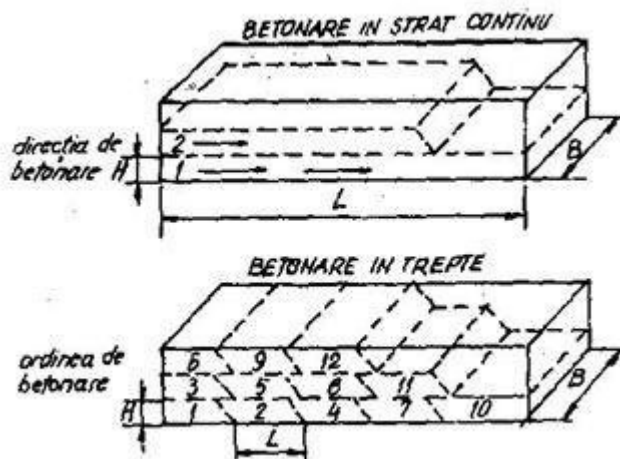 BETONARE IN STRAT CONTINU
directia de
betonare H
2
1
B
L
BETONARE IN TREPTE
ordinea de
betonare
6 9 12
3 5 8 11
H 1 2 4 7 10
B
L